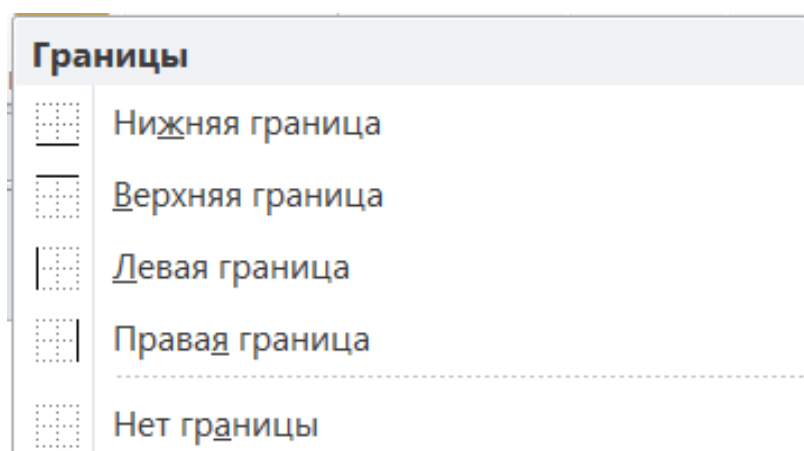 Границы
Нижняя граница
Верхняя граница
Левая граница
Правая граница
Нет границы